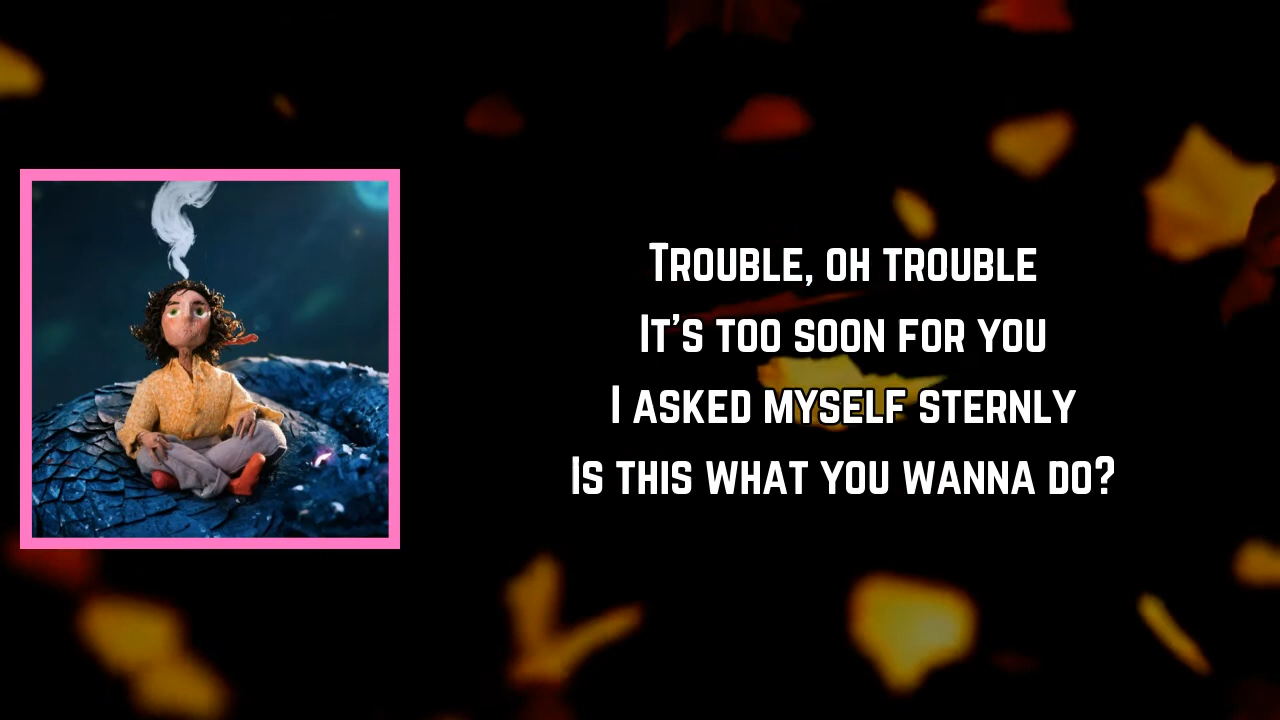 Trouble, oh trouble
It's too soon for you
I asked myself sternly
Is this what you wanna do?